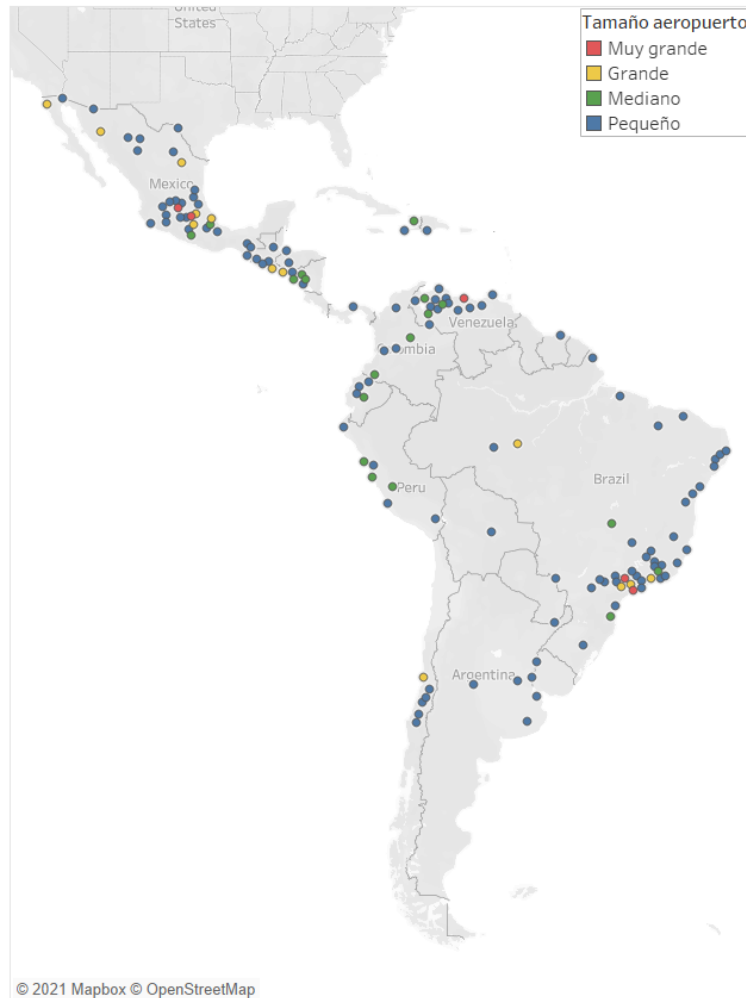 United
States
Tamaño aeropuerto
Muy grande
Grande
Mediano
Pequeño
Mexico
Venezuela
Colombia
Brazil
Peru
Argentina
© 2021 Mapbox © OpenStreetMap